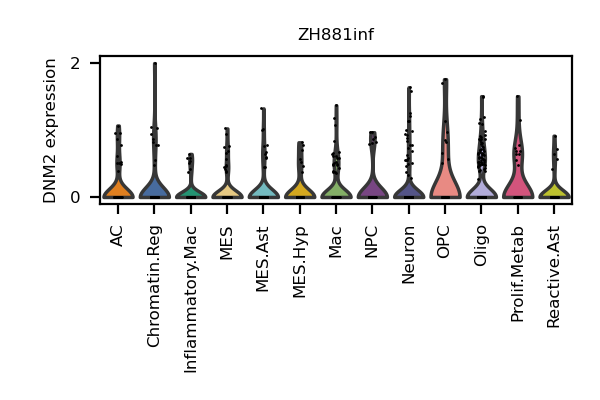 ZH881inf
DNM2 expression
2
0
AC
Chromatin.Reg
Inflammatory.Mac
MES
MES.Ast
MES.Hyp
Mac
NPC
Neuron
OPC
Oligo
Prolif.Metab
Reactive.Ast